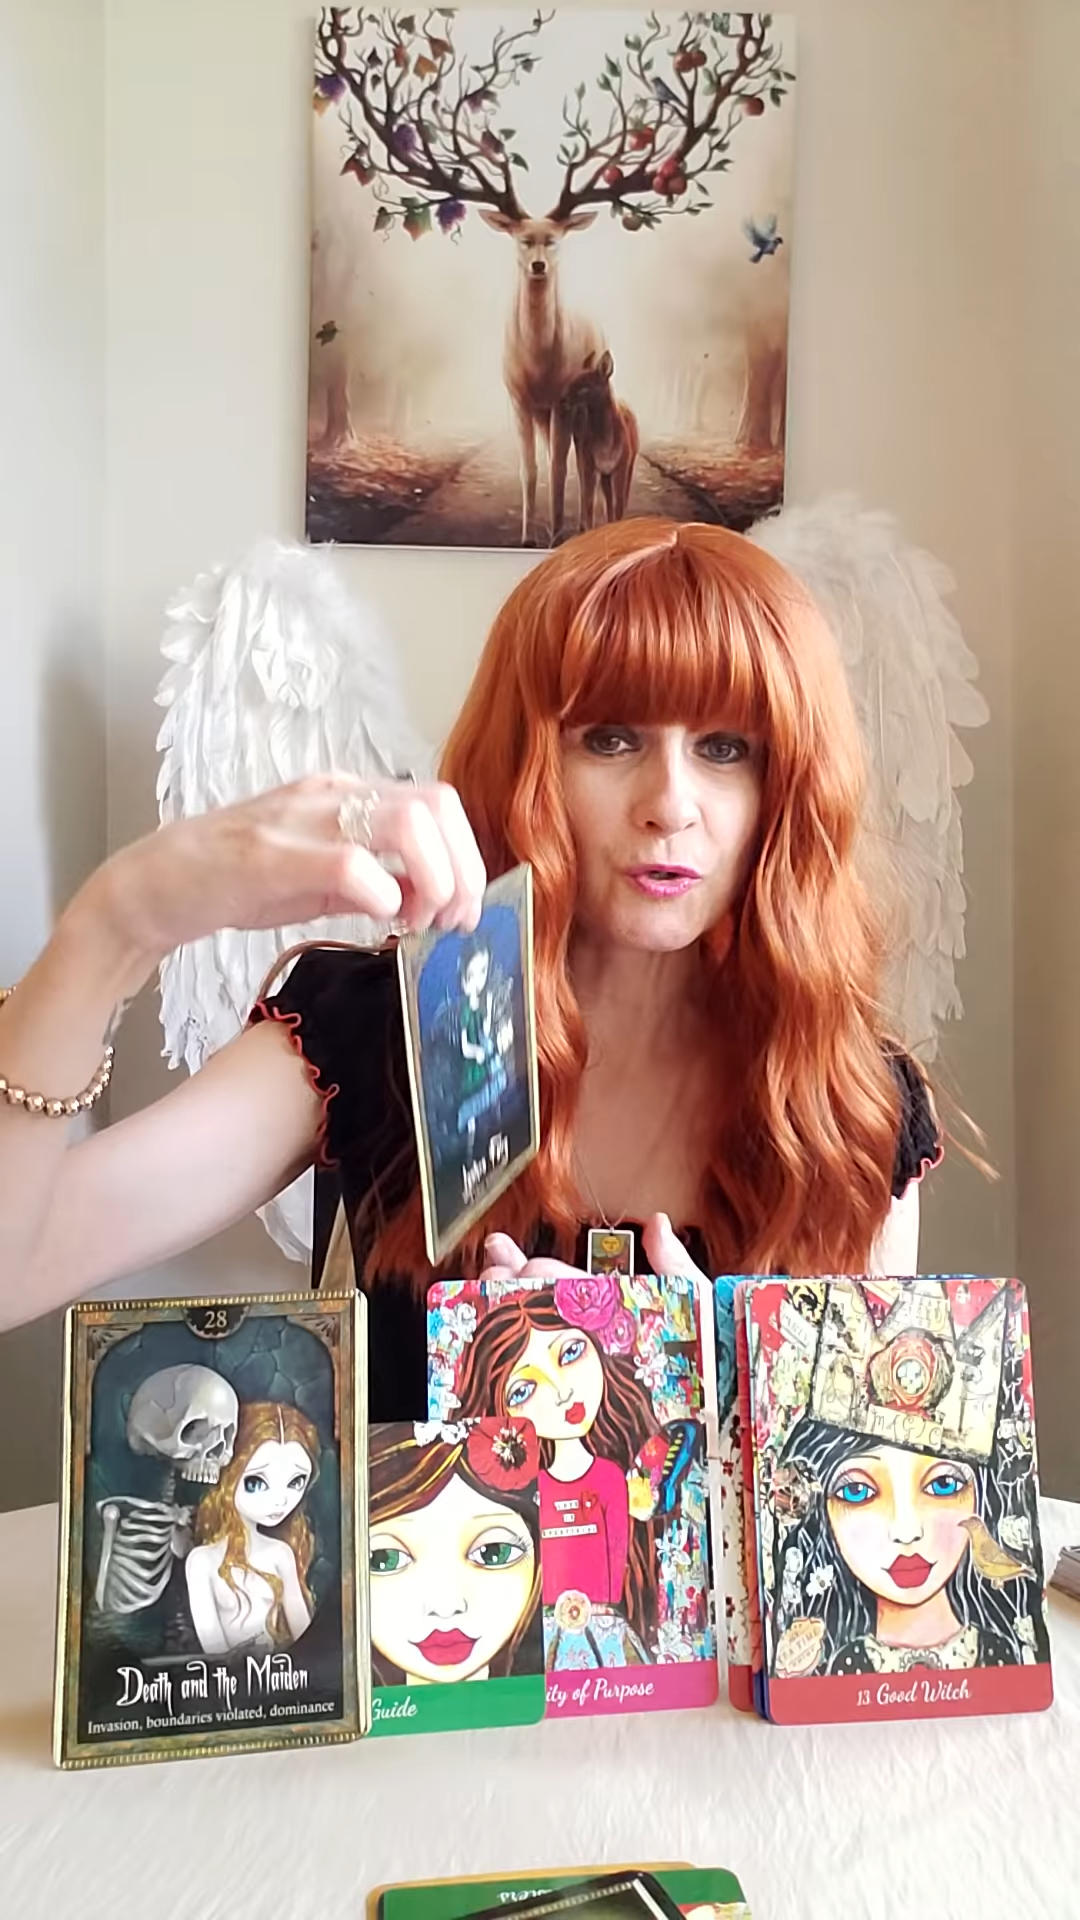 28
Death and the Maiden
Invasion, boundaries violated, dominance
Guide
ity of Purpose
MAGIC
13 Good Witch